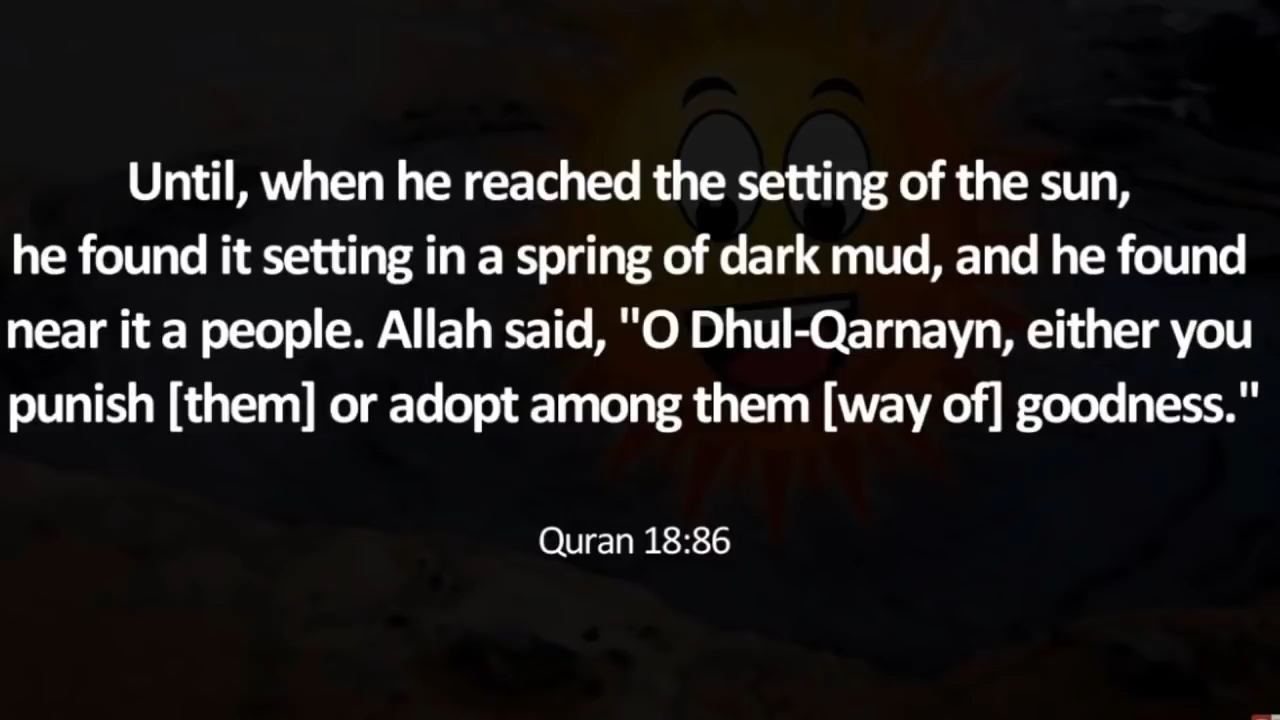 Until, when he reached the setting of the sun,
he found it setting in a spring of dark mud, and he found
near it a people. Allah said, "O Dhul-Qarnayn, either you
punish [them] or adopt among them [way of] goodness."
Quran 18:86